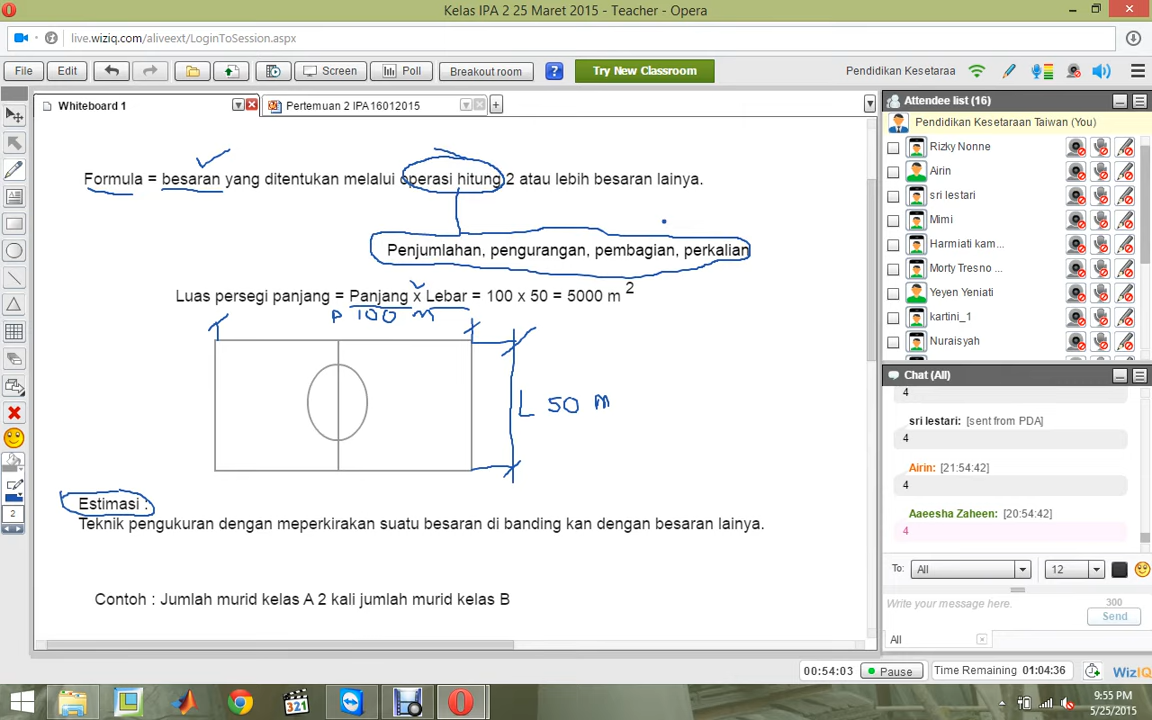 Kelas IPA 2 25 Maret 2015 - Teacher - Opera
live.wiziq.com/aliveext/LoginToSession.aspx
File Edit Screen Poll Breakout room ? Try New Classroom Pendidikan Kesetaraa
Whiteboard 1 Pertemuan 2 IPA16012015
Formula = besaran yang ditentukan melalui operasi hitung 2 atau lebih besaran lainya.
Penjumlahan, pengurangan, pembagian, perkalian
Luas persegi panjang = Panjang x Lebar = 100 x 50 = 5000 m 2
P 100 m
L 50 m
Estimasi :
Teknik pengukuran dengan meperkirakan suatu besaran di banding kan dengan besaran lainya.
Contoh : Jumlah murid kelas A 2 kali jumlah murid kelas B
2
Attendee list (16)
Pendidikan Kesetaraan Taiwan (You)
Rizky Nonne
Airin
sri lestari
Mimi
Harmiati kam...
Morty Tresno ...
Yeyen Yeniati
kartini_1
Nuraisyah
Chat (All)
4
sri lestari: [sent from PDA]
4
Airin: [21:54:42]
4
Aaeesha Zaheen: [20:54:42]
4
To: All 12
Write your message here. 300
Send
All
00:54:03 Pause Time Remaining 01:04:36 WizIQ
321
9:55 PM
5/25/2015